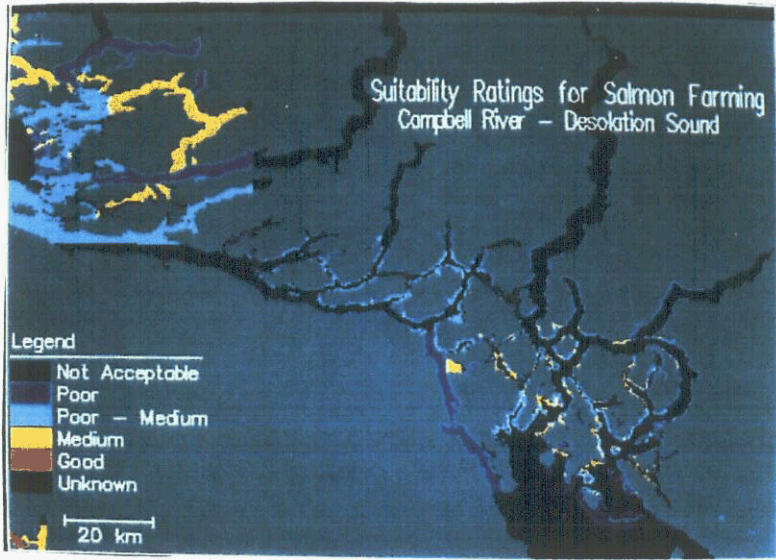 Suitability Ratings for Salmon Farming
Campbell River – Desolation Sound
Legend
Not Acceptable
Poor
Poor – Medium
Medium
Good
Unknown
20 km